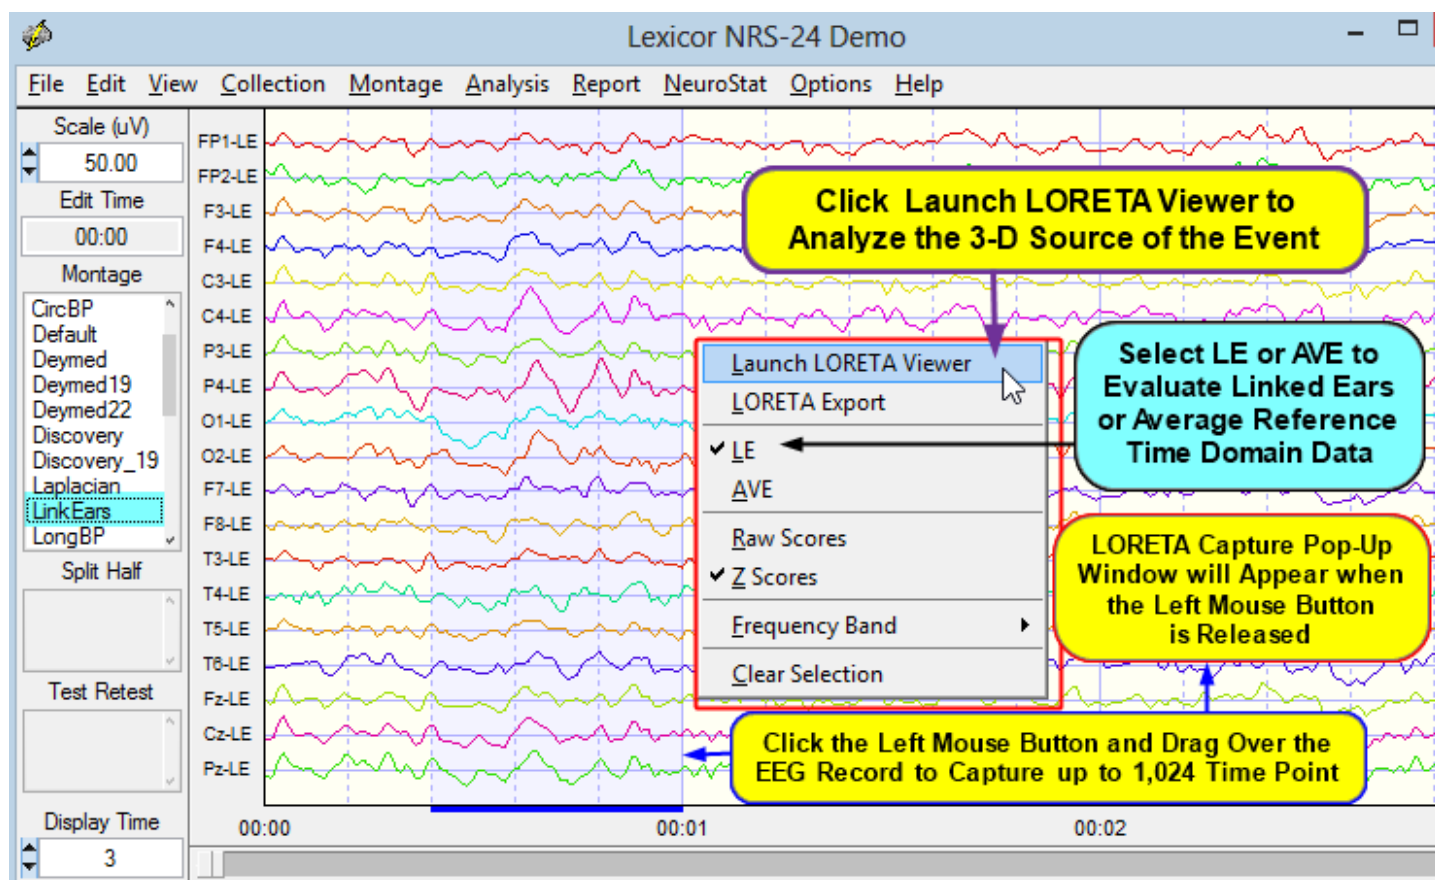 Lexicor NRS-24 Demo
File Edit View Collection Montage Analysis Report NeuroStat Options Help
Scale (uV)
50.00
Edit Time
00:00
Montage
CircBP
Default
Deymed
Deymed19
Deymed22
Discovery
Discovery_19
Laplacian
LinkEars
LongBP
Split Half
Test Retest
Display Time
3
FP1-LE
FP2-LE
F3-LE
F4-LE
C3-LE
C4-LE
P3-LE
P4-LE
O1-LE
O2-LE
F7-LE
F8-LE
T3-LE
T4-LE
T5-LE
T6-LE
Fz-LE
Cz-LE
Pz-LE
Click Launch LORETA Viewer to
Analyze the 3-D Source of the Event
Launch LORETA Viewer
LORETA Export
LE
AVE
Raw Scores
Z Scores
Frequency Band
Clear Selection
Select LE or AVE to
Evaluate Linked Ears
or Average Reference
Time Domain Data
LORETA Capture Pop-Up
Window will Appear when
the Left Mouse Button
is Released
Click the Left Mouse Button and Drag Over the
EEG Record to Capture up to 1,024 Time Point
00:00 00:01 00:02